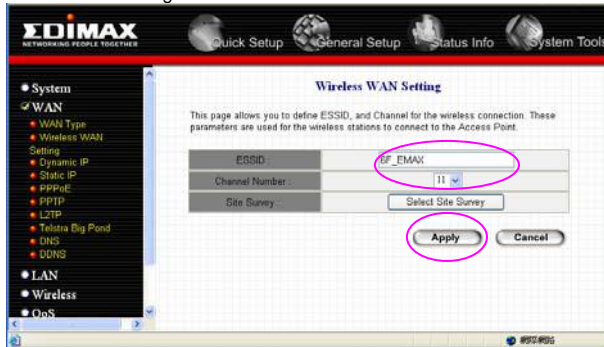 EDIMAX
NETWORKING PEOPLE TOGETHER
Quick Setup
General Setup
Status Info
System Tools
System
WAN
WAN Type
Wireless WAN
Setting
Dynamic IP
Static IP
PPPoE
PPTP
L2TP
Telstra Big Pond
DNS
DDNS
LAN
Wireless
QoS
Wireless WAN Setting
This page allows you to define ESSID, and Channel for the wireless connection. These
parameters are used for the wireless stations to connect to the Access Point.
ESSID :
6F_EMAX
Channel Number :
11
Site Survey :
Select Site Survey
Apply
Cancel